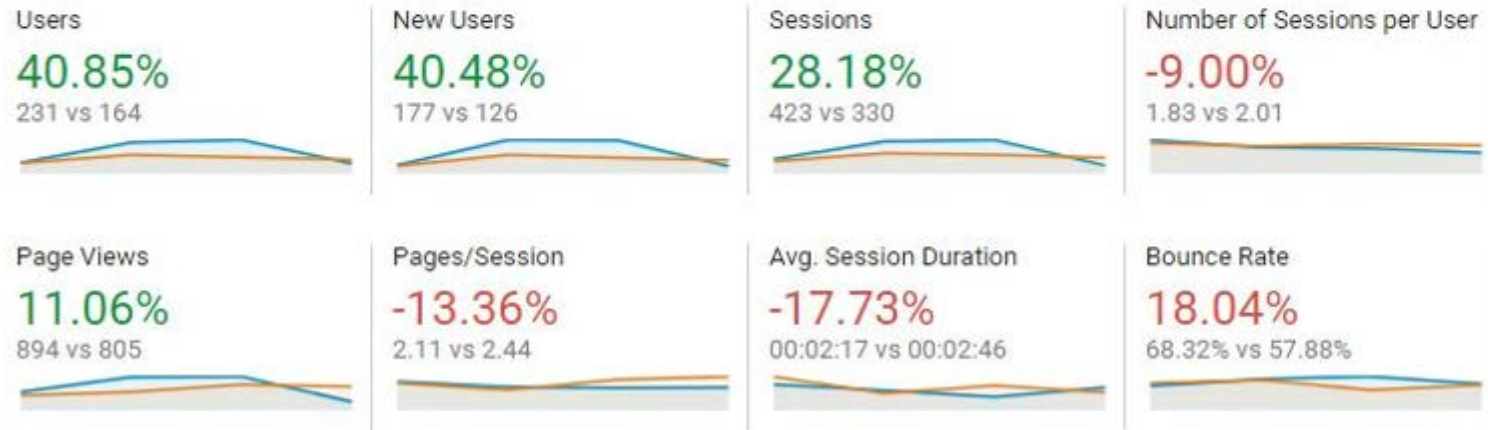 Users
40.85%
231 vs 164
New Users
40.48%
177 vs 126
Sessions
28.18%
423 vs 330
Number of Sessions per User
-9.00%
1.83 vs 2.01
Page Views
11.06%
894 vs 805
Pages/Session
-13.36%
2.11 vs 2.44
Avg. Session Duration
-17.73%
00:02:17 vs 00:02:46
Bounce Rate
18.04%
68.32% vs 57.88%